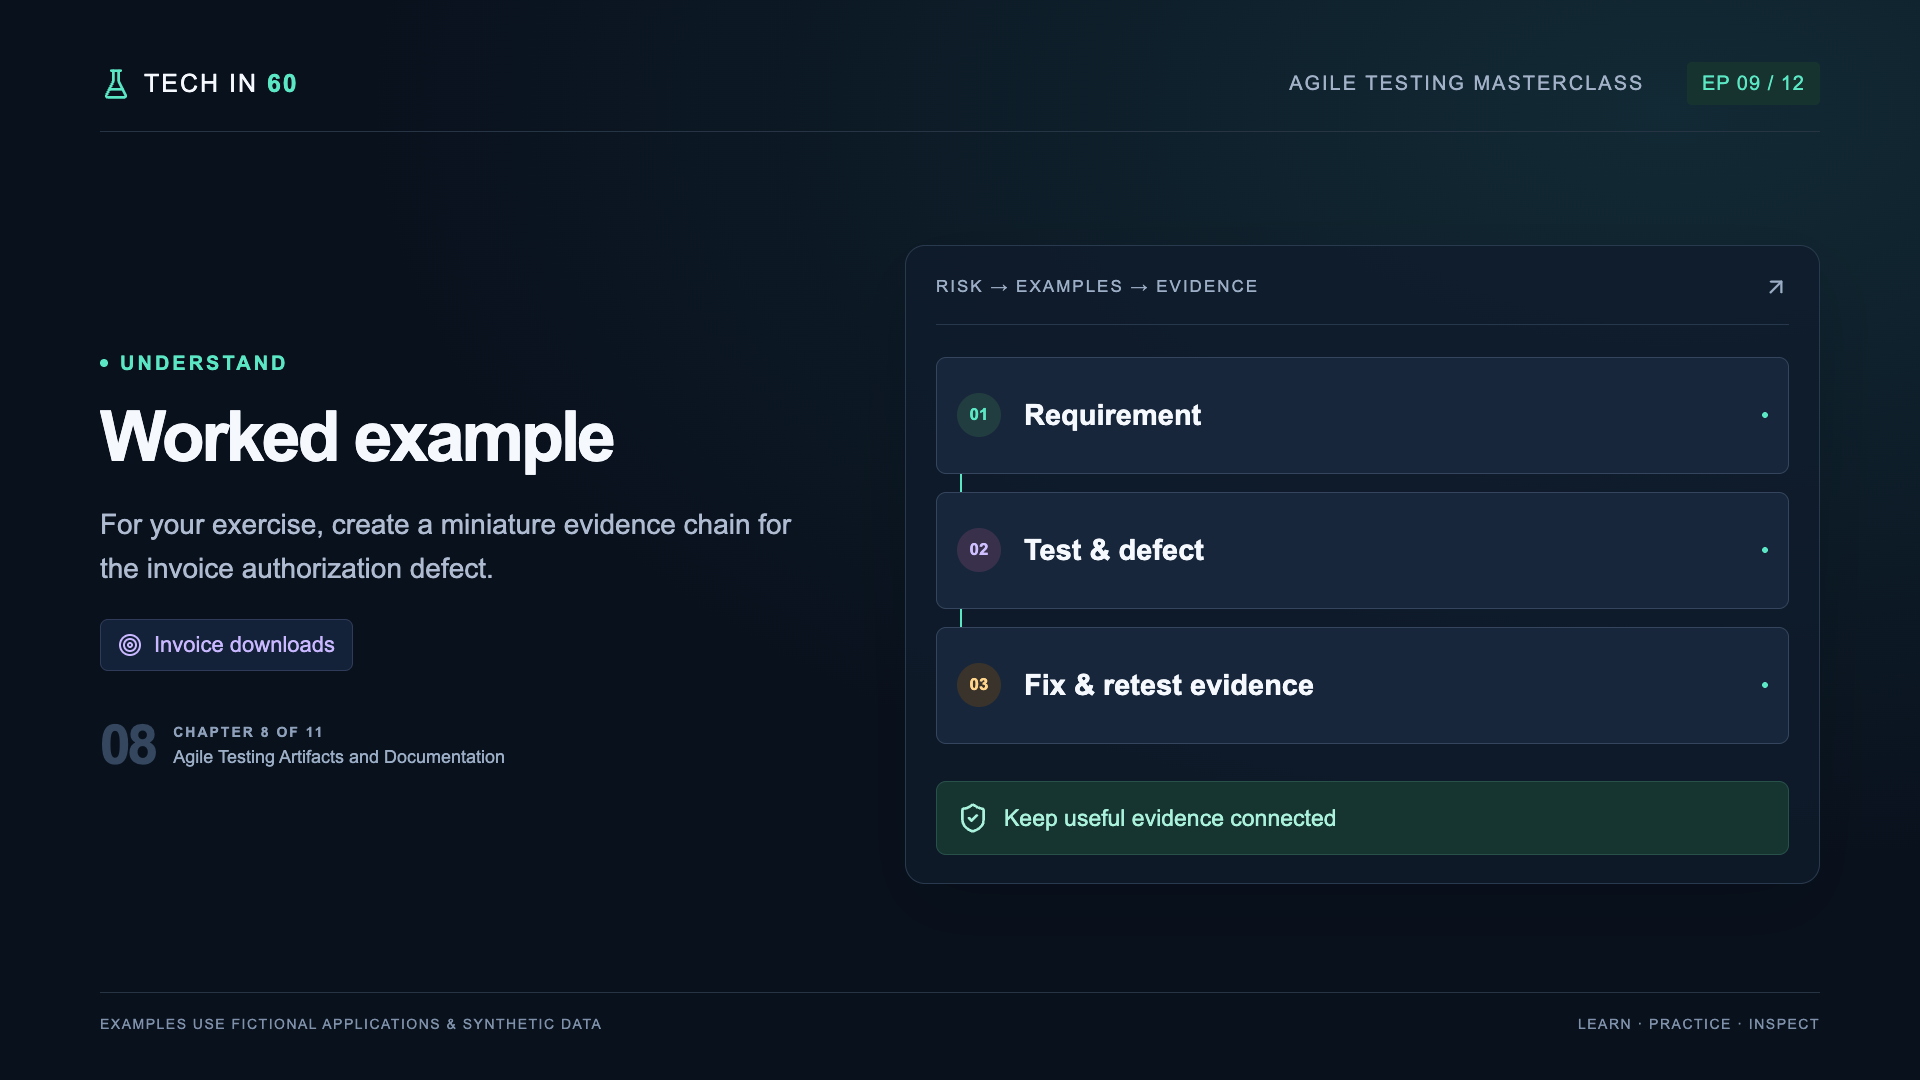 TECH IN 60
AGILE TESTING MASTERCLASS
EP 09 / 12
UNDERSTAND
Worked example
For your exercise, create a miniature evidence chain for
the invoice authorization defect.
Invoice downloads
08
CHAPTER 8 OF 11
Agile Testing Artifacts and Documentation
RISK → EXAMPLES → EVIDENCE
01 Requirement
02 Test & defect
03 Fix & retest evidence
Keep useful evidence connected
EXAMPLES USE FICTIONAL APPLICATIONS & SYNTHETIC DATA
LEARN · PRACTICE · INSPECT